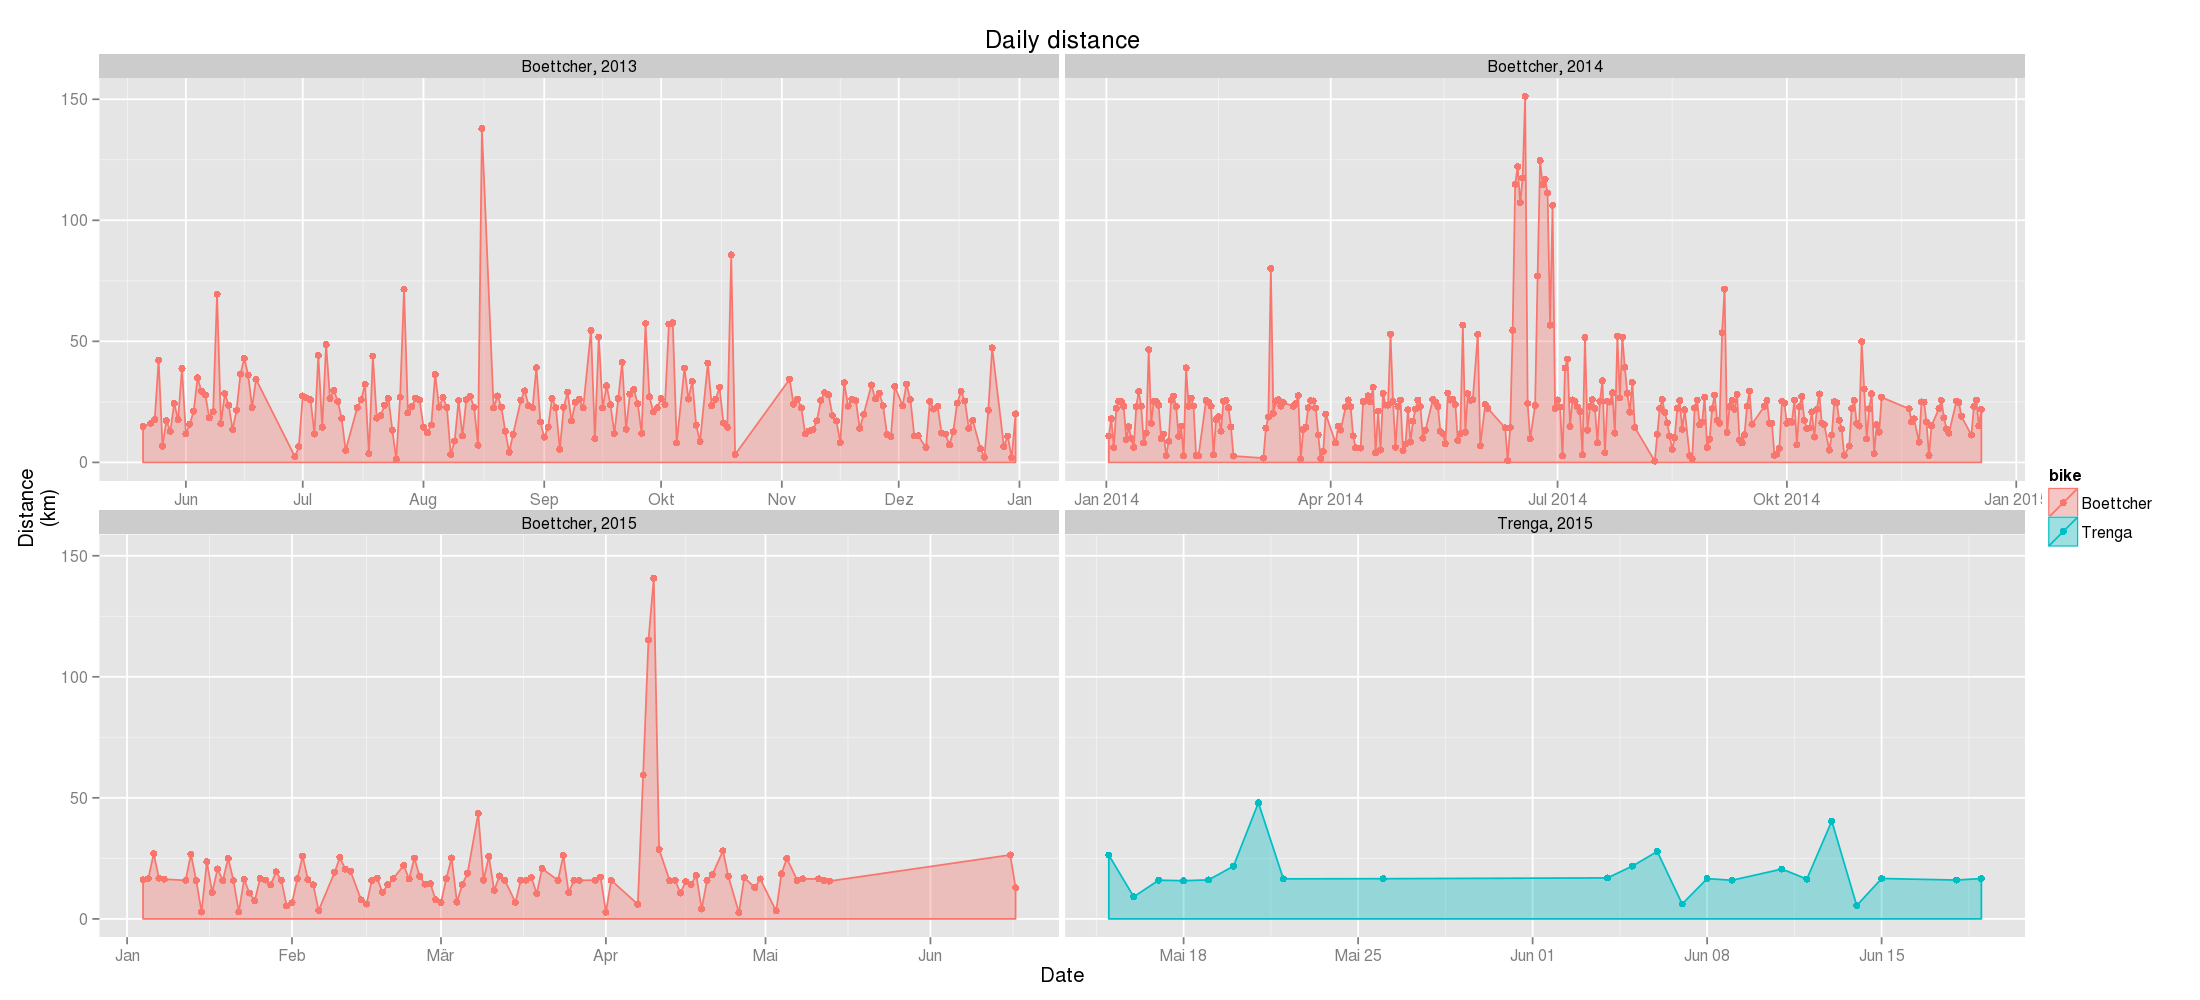 Daily distance
Boettcher, 2013
Boettcher, 2014
150
100
50
0
Jun Jul Aug Sep Okt Nov Dez Jan
Jan 2014 Apr 2014 Jul 2014 Okt 2014 Jan 201
Boettcher, 2015
Trenga, 2015
150
100
50
0
Jan Feb Mär Apr Mai Jun
Mai 18 Mai 25 Jun 01 Jun 08 Jun 15
Distance
(km)
Date
bike
Boettcher
Trenga